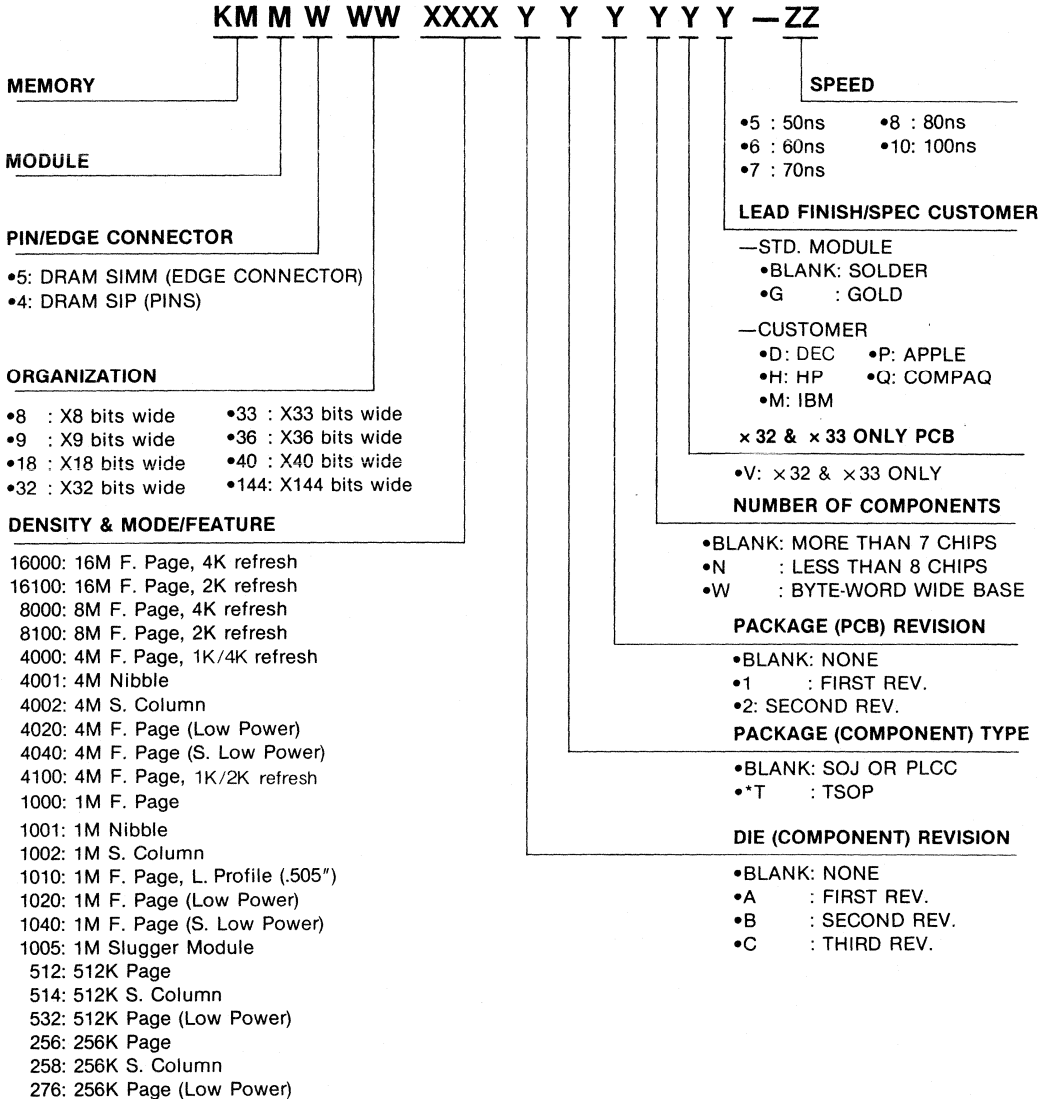 KM M W WW XXXX Y Y Y Y Y Y —ZZ
MEMORY
MODULE
PIN/EDGE CONNECTOR
•5: DRAM SIMM (EDGE CONNECTOR)
•4: DRAM SIP (PINS)
ORGANIZATION
•8 : X8 bits wide •33 : X33 bits wide
•9 : X9 bits wide •36 : X36 bits wide
•18 : X18 bits wide •40 : X40 bits wide
•32 : X32 bits wide •144: X144 bits wide
DENSITY & MODE/FEATURE
16000: 16M F. Page, 4K refresh
16100: 16M F. Page, 2K refresh
8000: 8M F. Page, 4K refresh
8100: 8M F. Page, 2K refresh
4000: 4M F. Page, 1K/4K refresh
4001: 4M Nibble
4002: 4M S. Column
4020: 4M F. Page (Low Power)
4040: 4M F. Page (S. Low Power)
4100: 4M F. Page, 1K/2K refresh
1000: 1M F. Page
1001: 1M Nibble
1002: 1M S. Column
1010: 1M F. Page, L. Profile (.505″)
1020: 1M F. Page (Low Power)
1040: 1M F. Page (S. Low Power)
1005: 1M Slugger Module
512: 512K Page
514: 512K S. Column
532: 512K Page (Low Power)
256: 256K Page
258: 256K S. Column
276: 256K Page (Low Power)
SPEED
•5 : 50ns •8 : 80ns
•6 : 60ns •10: 100ns
•7 : 70ns
LEAD FINISH/SPEC CUSTOMER
—STD. MODULE
•BLANK: SOLDER
•G : GOLD
—CUSTOMER
•D: DEC •P: APPLE
•H: HP •Q: COMPAQ
•M: IBM
×32 & ×33 ONLY PCB
•V: ×32 & ×33 ONLY
NUMBER OF COMPONENTS
•BLANK: MORE THAN 7 CHIPS
•N : LESS THAN 8 CHIPS
•W : BYTE-WORD WIDE BASE
PACKAGE (PCB) REVISION
•BLANK: NONE
•1 : FIRST REV.
•2: SECOND REV.
PACKAGE (COMPONENT) TYPE
•BLANK: SOJ OR PLCC
•*T : TSOP
DIE (COMPONENT) REVISION
•BLANK: NONE
•A : FIRST REV.
•B : SECOND REV.
•C : THIRD REV.